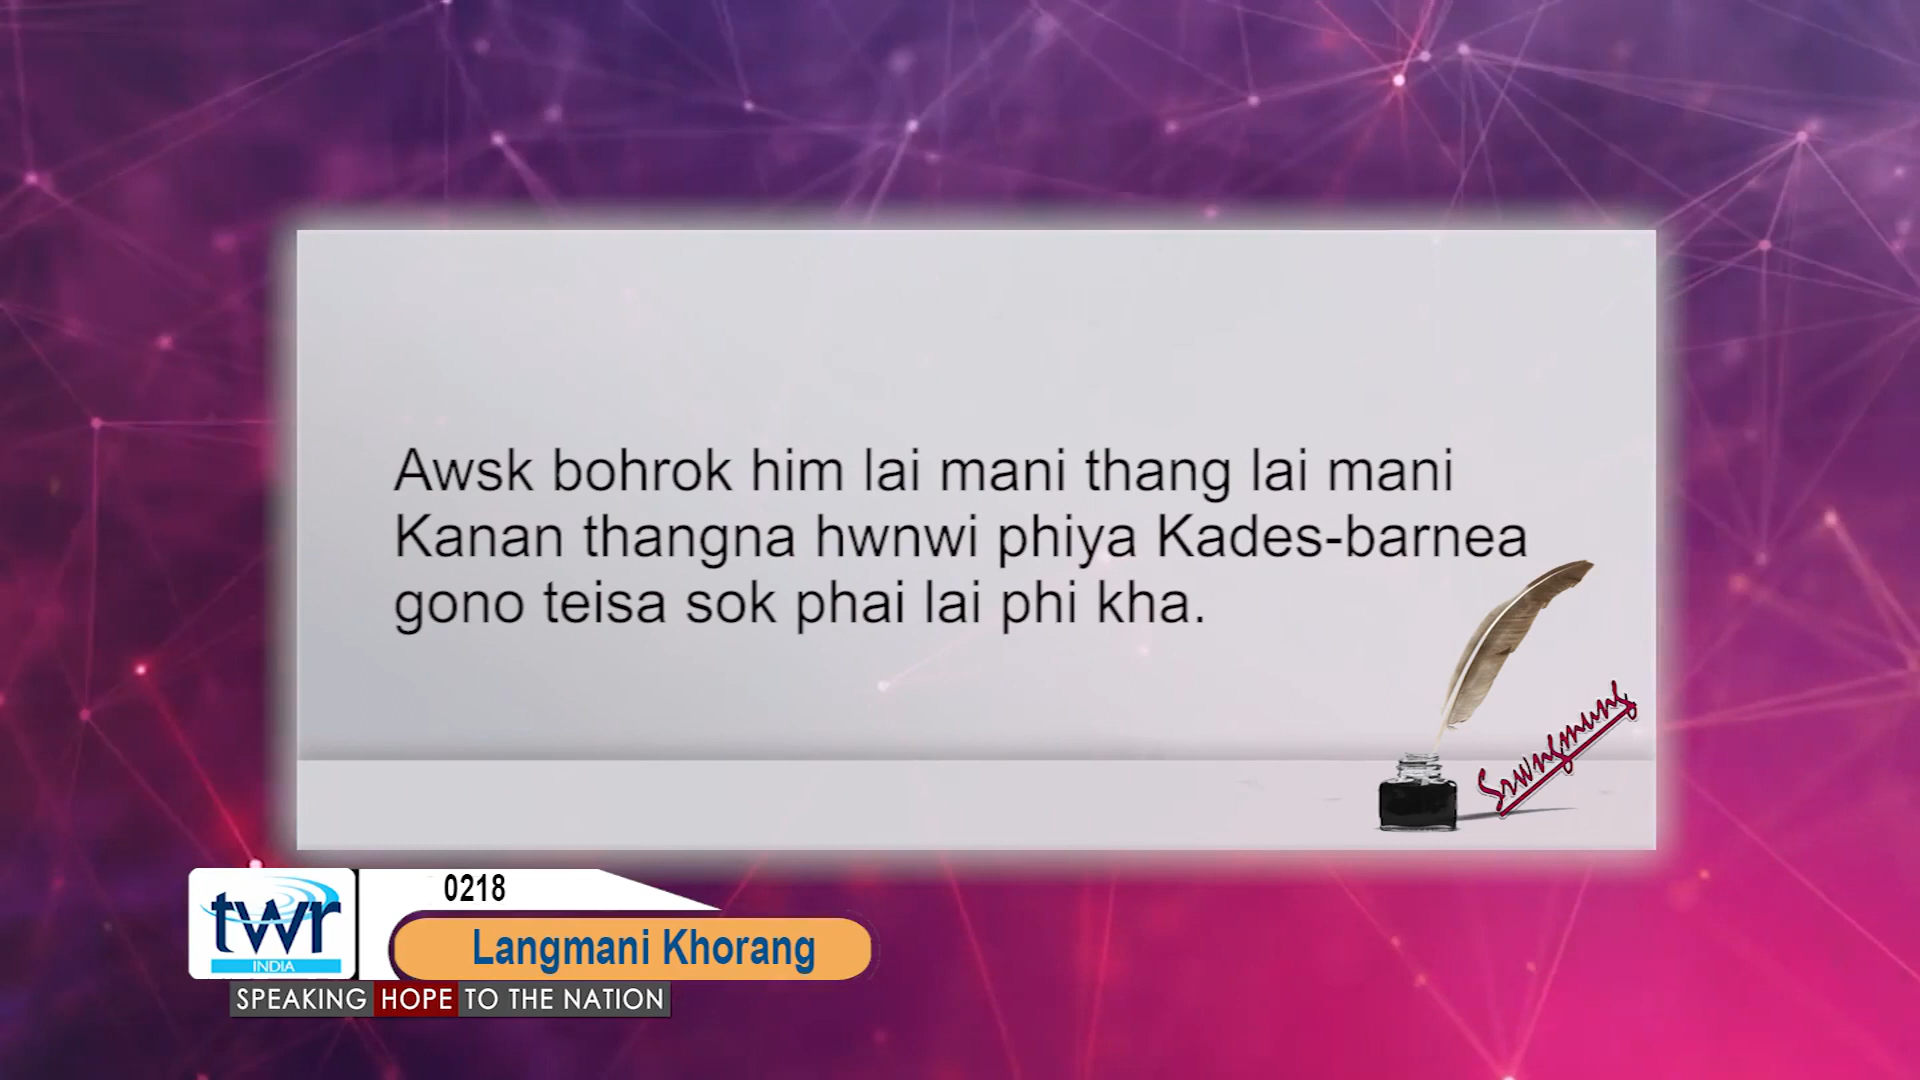 Awsk bohrok him lai mani thang lai mani
Kanan thangna hwnwi phiya Kades-barnea
gono teisa sok phai lai phi kha.
Srwngmung
twr
INDIA
0218
Langmani Khorang
SPEAKING HOPE TO THE NATION